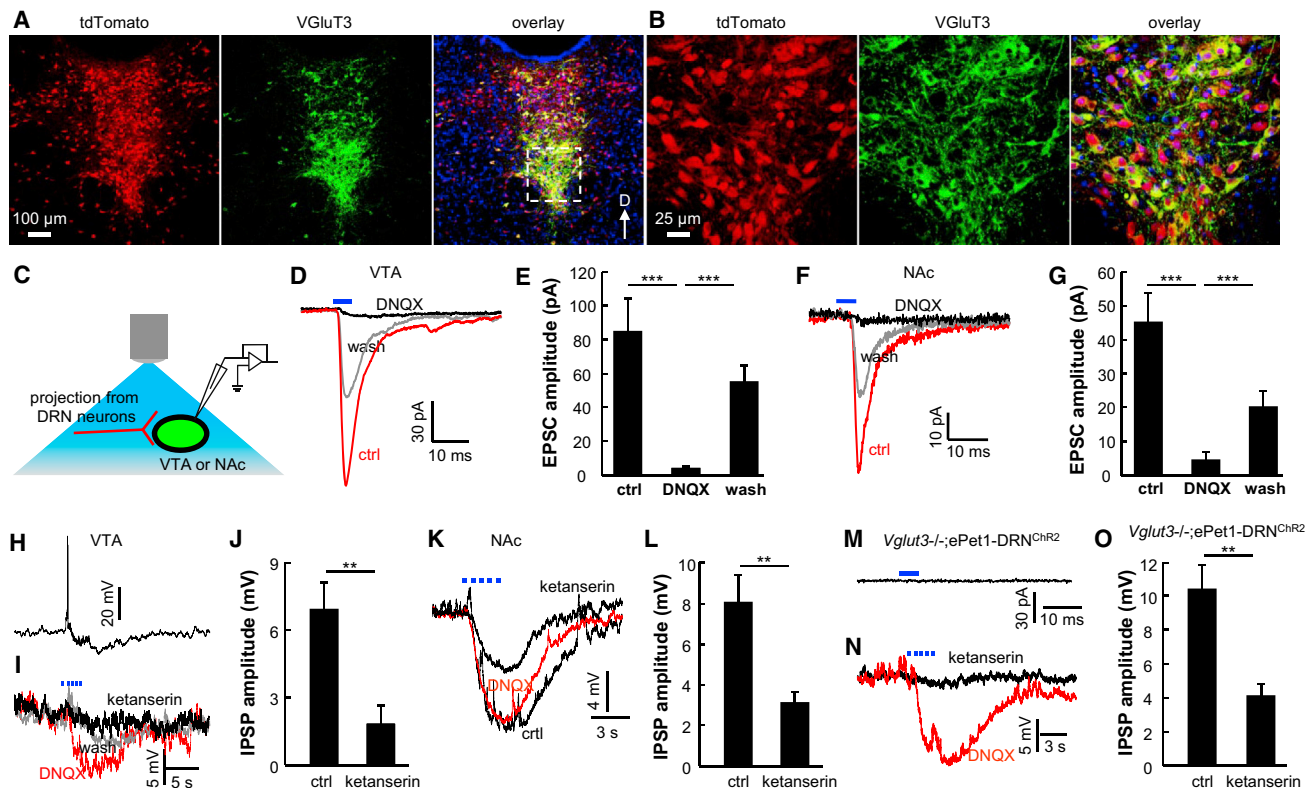 A
tdTomato
VGluT3
overlay
B
tdTomato
VGluT3
overlay
100 µm
D
25 µm
C
projection from
DRN neurons
VTA or NAc
D
VTA
DNQX
wash
ctrl
30 pA
10 ms
E
EPSC amplitude (pA)
120
100
80
60
40
20
0
***
***
ctrl
DNQX
wash
F
NAc
DNQX
wash
ctrl
10 pA
10 ms
G
EPSC amplitude (pA)
60
50
40
30
20
10
0
***
***
ctrl
DNQX
wash
H
VTA
20 mV
I
ketanserin
wash
DNQX
5 mV
5 s
J
IPSP amplitude (mV)
9
6
3
0
**
ctrl
ketanserin
K
NAc
ketanserin
DNQX
crtl
4 mV
3 s
L
IPSP amplitude (mV)
10
8
6
4
2
0
**
ctrl
ketanserin
M
Vglut3-/-;ePet1-DRNChR2
30 pA
10 ms
N
ketanserin
DNQX
5 mV
3 s
O
Vglut3-/-;ePet1-DRNChR2
IPSP amplitude (mV)
12
10
8
6
4
2
0
**
ctrl
ketanserin